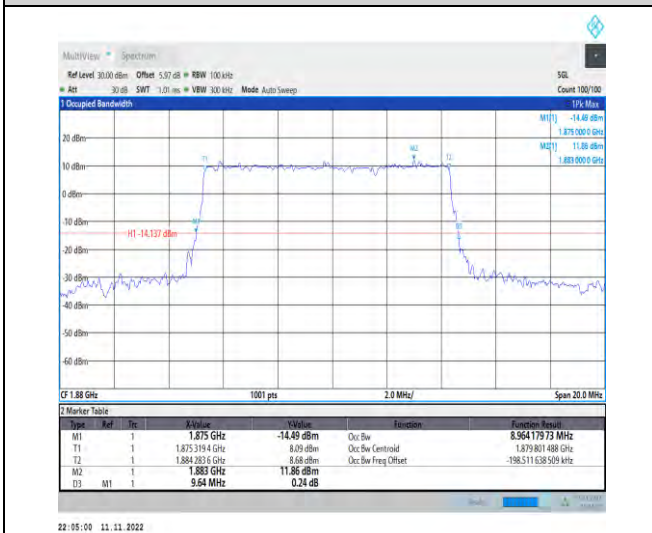 MultiView Spectrum
Ref Level 30.00 dBm Offset 5.97 dB RBW 100 kHz SGL
Att 30 dB SWT 1.01 ms VBW 300 kHz Mode Auto Sweep Count 100/100
1 Occupied Bandwidth 1Pk Max
M1[1] -14.49 dBm
1.875 000 0 GHz
M2[1] 11.86 dBm
1.883 000 0 GHz
20 dBm
M2
T1 T2
10 dBm
0 dBm
-10 dBm
H1 -14.137 dBm
-20 dBm
-30 dBm
-40 dBm
-50 dBm
-60 dBm
CF 1.88 GHz 1001 pts 2.0 MHz/ Span 20.0 MHz
2 Marker Table
Type Ref Trc X-Value Y-Value Function Function Result
M1 1 1.875 GHz -14.49 dBm Occ Bw 8.964 179 73 MHz
T1 1 1.875 319 4 GHz 8.09 dBm Occ Bw Centroid 1.879 801 488 GHz
T2 1 1.884 283 6 GHz 8.68 dBm Occ Bw Freq Offset -198.511 638 509 kHz
M2 1 1.883 GHz 11.86 dBm
D3 M1 1 9.64 MHz 0.24 dB
22:05:00 11.11.2022